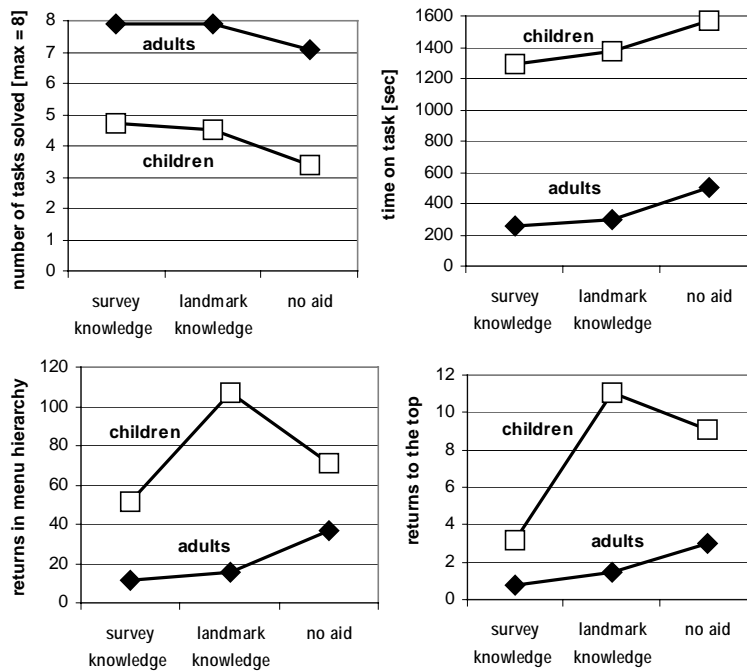 number of tasks solved [max = 8]
8
7
6
5
4
3
2
1
0
adults
children
survey
knowledge
landmark
knowledge
no aid
time on task [sec]
1600
1400
1200
1000
800
600
400
200
0
children
adults
survey
knowledge
landmark
knowledge
no aid
returns in menu hierarchy
120
100
80
60
40
20
0
children
adults
survey
knowledge
landmark
knowledge
no aid
returns to the top
12
10
8
6
4
2
0
children
adults
survey
knowledge
landmark
knowledge
no aid